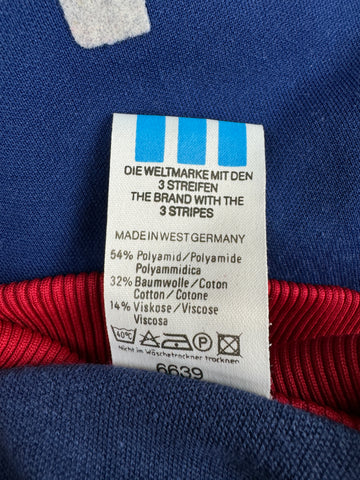 DIE WELTMARKE MIT DEN
3 STREIFEN
THE BRAND WITH THE
3 STRIPES
MADE IN WEST GERMANY
54% Polyamid/Polyamide
Polyammidica
32% Baumwolle/Coton
Cotton/Cotone
14% Viskose/Viscose
Viscosa
40°C P
Nicht im Wäschetrockner trocknen
6639